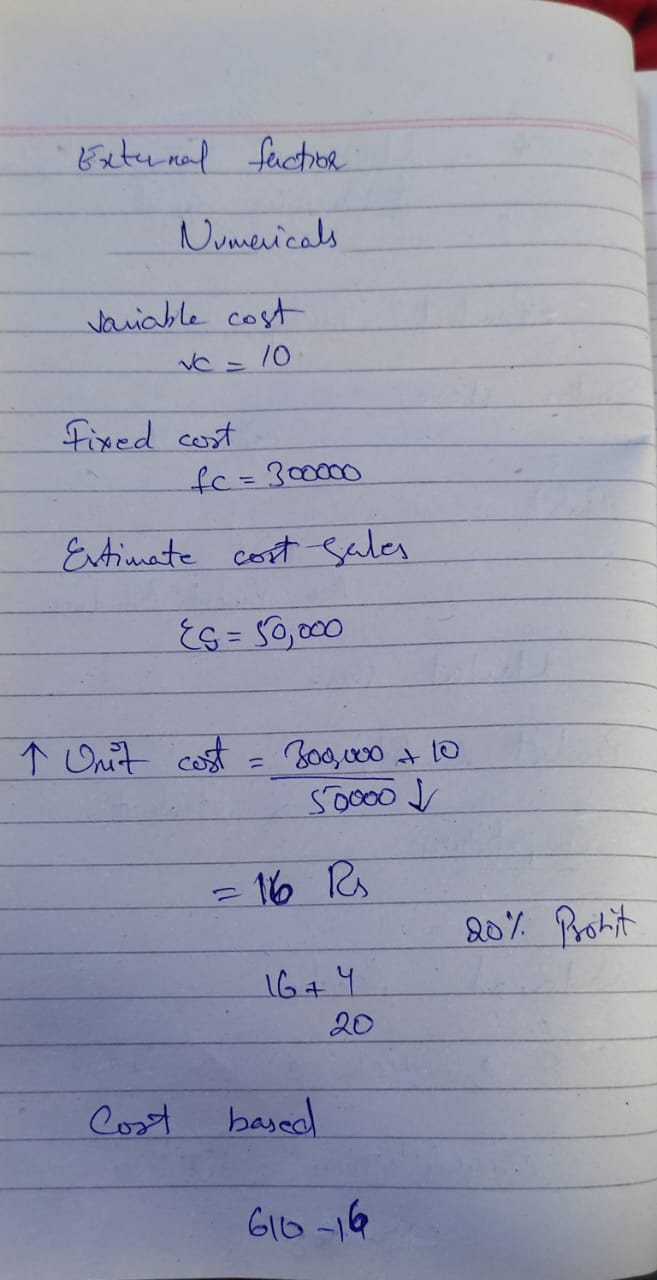 External factor
Numericals
Variable cost
VC = 10
Fixed cost
fc = 300000
Estimate cost sales
ES = 50,000
↑ Unit cost = 300,000 + 10
50000 ↓
= 16 Rs
20% Profit
16 + 4
20
Cost based
610 - 16